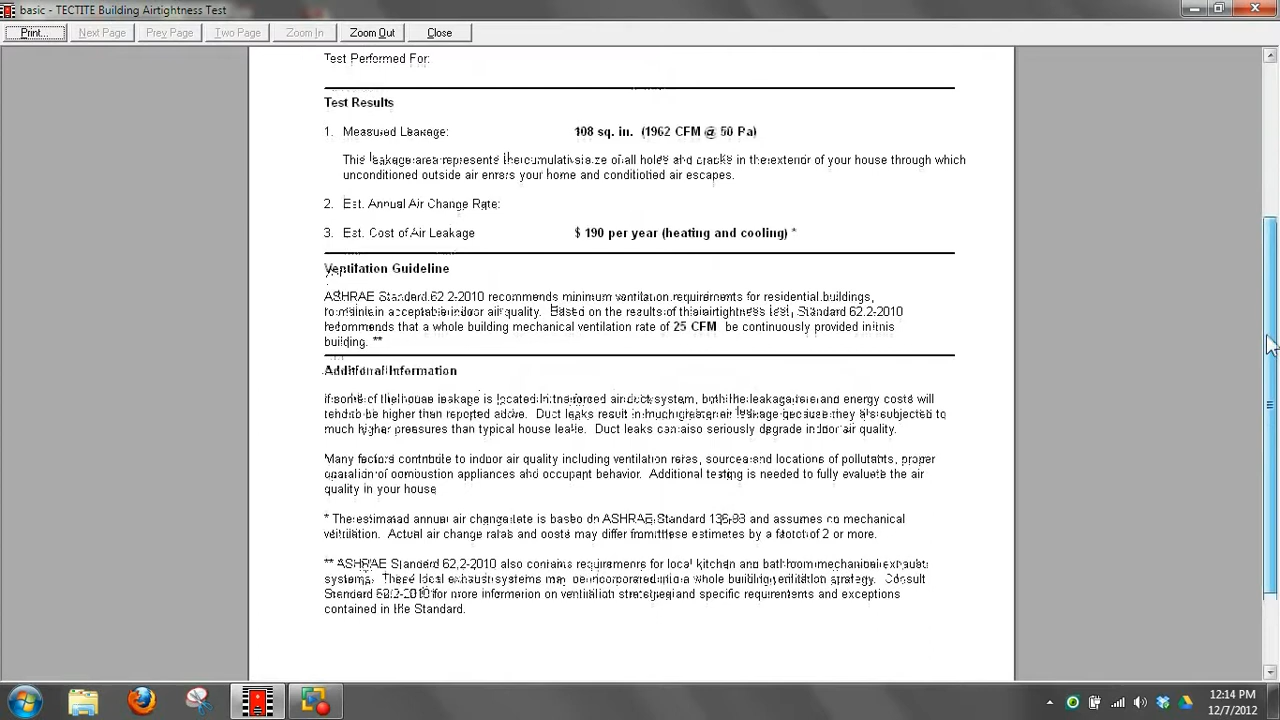 basic - TECTITE Building Airtightness Test
Print... Next Page Prev Page Two Page Zoom In Zoom Out Close
Test Performed For:
Test Results
1. Measured Leakage: 108 sq. in. (1962 CFM @ 50 Pa)
This leakage area represents the cumulative size of all holes and cracks in the exterior of your house through which
unconditioned outside air enters your home and conditioned air escapes.
2. Est. Annual Air Change Rate:
3. Est. Cost of Air Leakage $ 190 per year (heating and cooling) *
Ventilation Guideline
ASHRAE Standard 62.2-2010 recommends minimum ventilation requirements for residential buildings,
to maintain acceptable indoor air quality. Based on the results of this airtightness test, Standard 62.2-2010
recommends that a whole building mechanical ventilation rate of 25 CFM be continuously provided in this
building. **
Additional Information
If some of the house leakage is located in the forced air duct system, both the leakage rate and energy costs will
tend to be higher than reported above. Duct leaks result in much greater air leakage because they are subjected to
much higher pressures than typical house leaks. Duct leaks can also seriously degrade indoor air quality.
Many factors contribute to indoor air quality including ventilation rates, sources and locations of pollutants, proper
operation of combustion appliances and occupant behavior. Additional testing is needed to fully evaluate the air
quality in your house
* The estimated annual air change rate is based on ASHRAE Standard 136-93 and assumes no mechanical
ventilation. Actual air change rates and costs may differ from these estimates by a factor of 2 or more.
** ASHRAE Standard 62.2-2010 also contains requirements for local kitchen and bathroom mechanical exhaust
systems. These local exhaust systems may be incorporated into a whole building ventilation strategy. Consult
Standard 62.2-2010 for more information on ventilation strategies and specific requirements and exceptions
contained in the Standard.
12:14 PM
12/7/2012